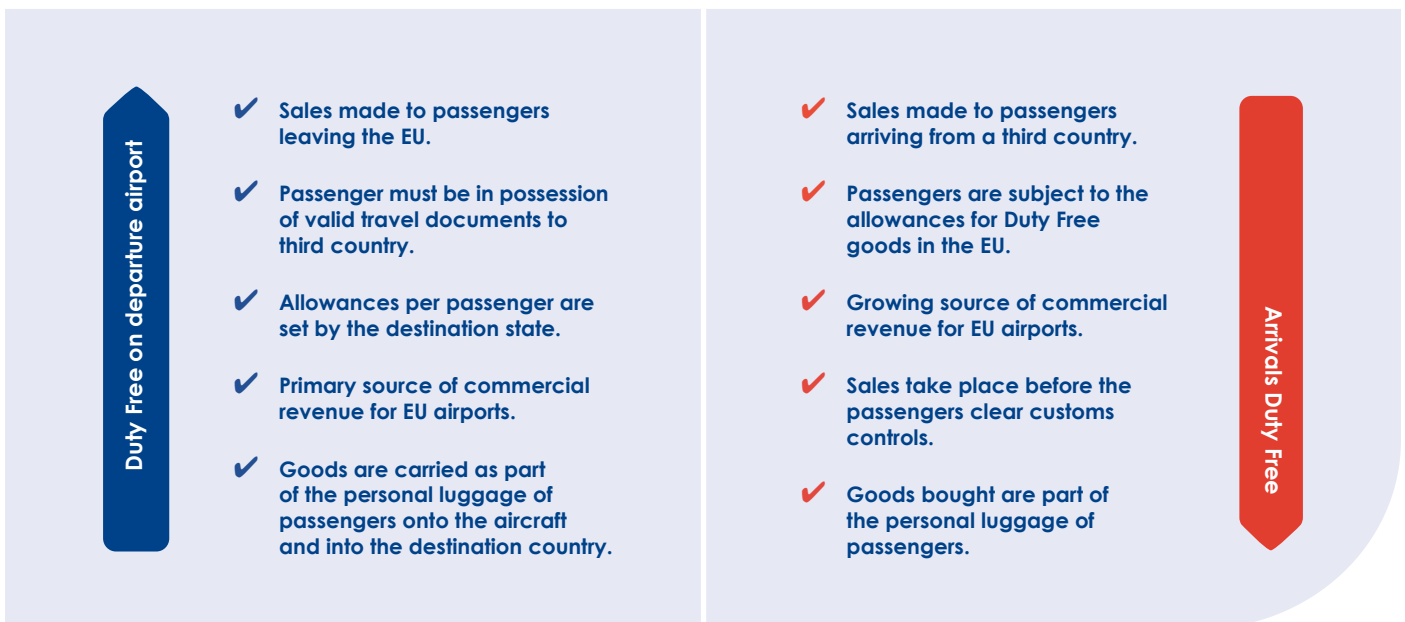 Duty Free on departure airport
✔ Sales made to passengers
leaving the EU.
✔ Passenger must be in possession
of valid travel documents to
third country.
✔ Allowances per passenger are
set by the destination state.
✔ Primary source of commercial
revenue for EU airports.
✔ Goods are carried as part
of the personal luggage of
passengers onto the aircraft
and into the destination country.
✔ Sales made to passengers
arriving from a third country.
✔ Passengers are subject to the
allowances for Duty Free
goods in the EU.
✔ Growing source of commercial
revenue for EU airports.
✔ Sales take place before the
passengers clear customs
controls.
✔ Goods bought are part of
the personal luggage of
passengers.
Arrivals Duty Free